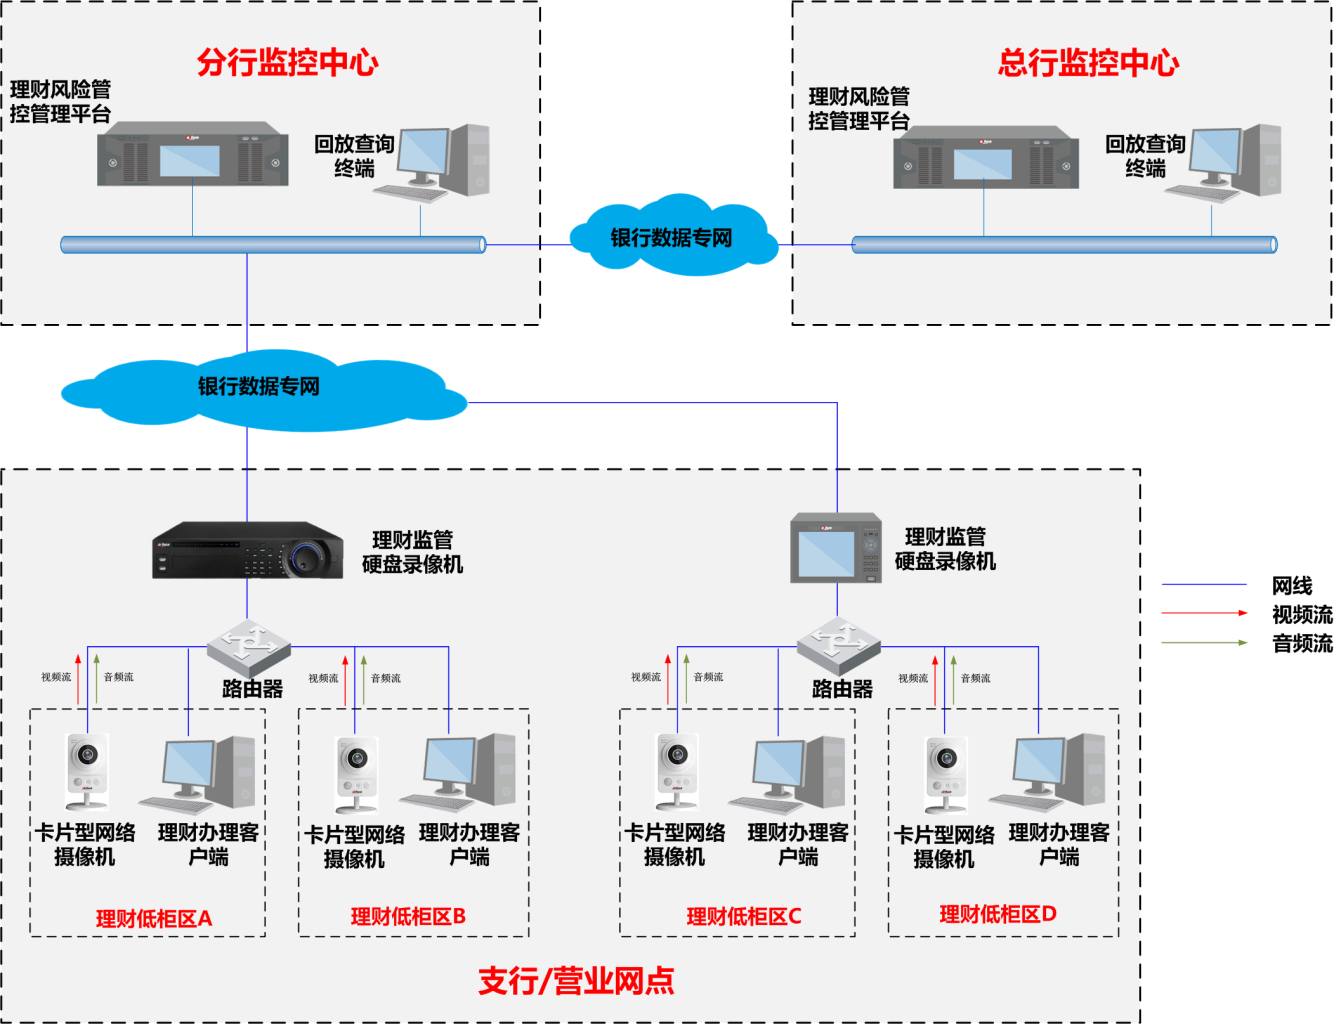 分行监控中心
理财风险管
控管理平台
回放查询
终端
总行监控中心
理财风险管
控管理平台
回放查询
终端
银行数据专网
银行数据专网
理财监管
硬盘录像机
理财监管
硬盘录像机
网线
视频流
音频流
路由器
路由器
视频流
音频流
视频流
音频流
视频流
音频流
视频流
音频流
卡片型网络
摄像机
理财办理客
户端
卡片型网络
摄像机
理财办理客
户端
卡片型网络
摄像机
理财办理客
户端
卡片型网络
摄像机
理财办理客
户端
理财低柜区A
理财低柜区B
理财低柜区C
理财低柜区D
支行/营业网点